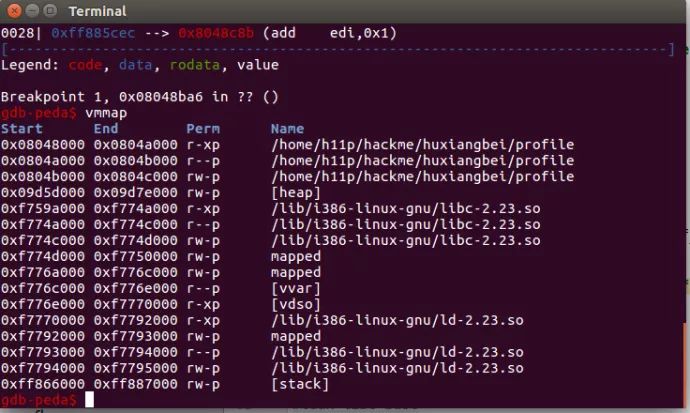 Terminal
0028| 0xff885cec --> 0x8048c8b (add    edi,0x1)
[------------------------------------------------------------------------------]
Legend: code, data, rodata, value
Breakpoint 1, 0x08048ba6 in ?? ()
gdb-peda$ vmmap
Start      End        Perm      Name
0x08048000 0x0804a000 r-xp      /home/h11p/hackme/huxiangbei/profile
0x0804a000 0x0804b000 r--p      /home/h11p/hackme/huxiangbei/profile
0x0804b000 0x0804c000 rw-p      /home/h11p/hackme/huxiangbei/profile
0x09d5d000 0x09d7e000 rw-p      [heap]
0xf759a000 0xf774a000 r-xp      /lib/i386-linux-gnu/libc-2.23.so
0xf774a000 0xf774c000 r--p      /lib/i386-linux-gnu/libc-2.23.so
0xf774c000 0xf774d000 rw-p      /lib/i386-linux-gnu/libc-2.23.so
0xf774d000 0xf7750000 rw-p      mapped
0xf776a000 0xf776c000 rw-p      mapped
0xf776c000 0xf776e000 r--p      [vvar]
0xf776e000 0xf7770000 r-xp      [vdso]
0xf7770000 0xf7792000 r-xp      /lib/i386-linux-gnu/ld-2.23.so
0xf7792000 0xf7793000 rw-p      mapped
0xf7793000 0xf7794000 r--p      /lib/i386-linux-gnu/ld-2.23.so
0xf7794000 0xf7795000 rw-p      /lib/i386-linux-gnu/ld-2.23.so
0xff866000 0xff887000 rw-p      [stack]
gdb-peda$